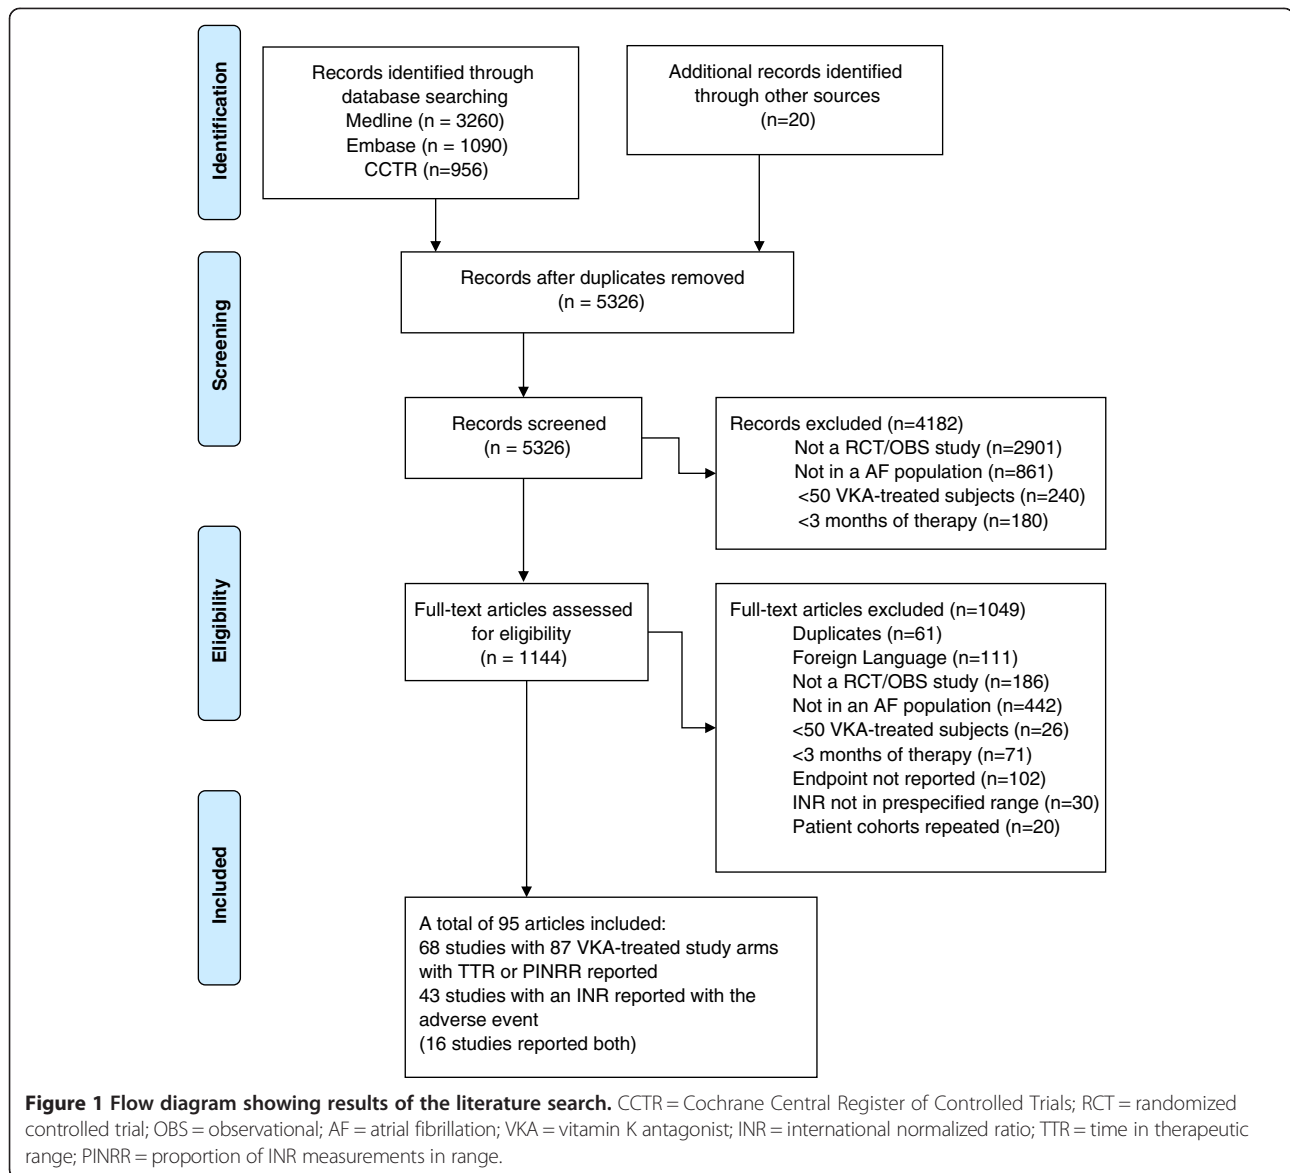 Identification
Records identified through
database searching
Medline (n = 3260)
Embase (n = 1090)
CCTR (n=956)
Additional records identified
through other sources
(n=20)
Screening
Records after duplicates removed
(n = 5326)
Records screened
(n = 5326)
Records excluded (n=4182)
Not a RCT/OBS study (n=2901)
Not in a AF population (n=861)
<50 VKA-treated subjects (n=240)
<3 months of therapy (n=180)
Eligibility
Full-text articles assessed
for eligibility
(n = 1144)
Full-text articles excluded (n=1049)
Duplicates (n=61)
Foreign Language (n=111)
Not a RCT/OBS study (n=186)
Not in an AF population (n=442)
<50 VKA-treated subjects (n=26)
<3 months of therapy (n=71)
Endpoint not reported (n=102)
INR not in prespecified range (n=30)
Patient cohorts repeated (n=20)
Included
A total of 95 articles included:
68 studies with 87 VKA-treated study arms
with TTR or PINRR reported
43 studies with an INR reported with the
adverse event
(16 studies reported both)
Figure 1 Flow diagram showing results of the literature search. CCTR = Cochrane Central Register of Controlled Trials; RCT = randomized
controlled trial; OBS = observational; AF = atrial fibrillation; VKA = vitamin K antagonist; INR = international normalized ratio; TTR = time in therapeutic
range; PINRR = proportion of INR measurements in range.